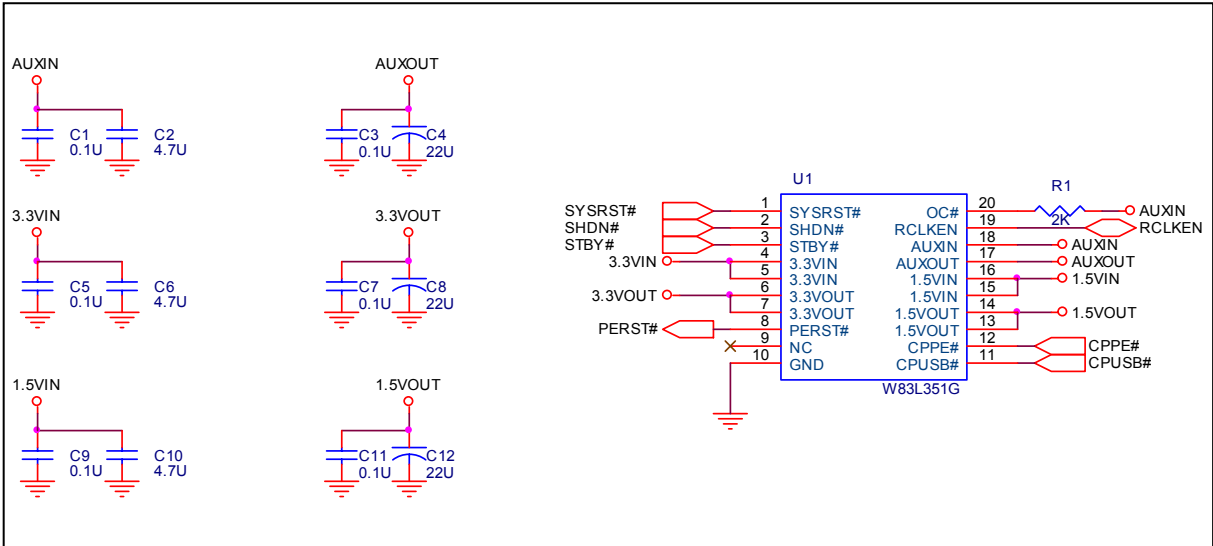 AUXIN
AUXOUT
C1
0.1U
C2
4.7U
C3
0.1U
C4
22U
3.3VIN
3.3VOUT
C5
0.1U
C6
4.7U
C7
0.1U
C8
22U
1.5VIN
1.5VOUT
C9
0.1U
C10
4.7U
C11
0.1U
C12
22U
U1
SYSRST# 1 SYSRST#
SHDN# 2 SHDN#
STBY# 3 STBY#
3.3VIN 4 3.3VIN
5 3.3VIN
3.3VOUT 6 3.3VOUT
7 3.3VOUT
PERST# 8 PERST#
9 NC
10 GND
R1
OC# 20 2K AUXIN
RCLKEN 19 RCLKEN
AUXIN 18 AUXIN
AUXOUT 17 AUXOUT
1.5VIN 16 1.5VIN
1.5VIN 15
1.5VOUT 14 1.5VOUT
1.5VOUT 13
CPPE# 12 CPPE#
CPUSB# 11 CPUSB#
W83L351G